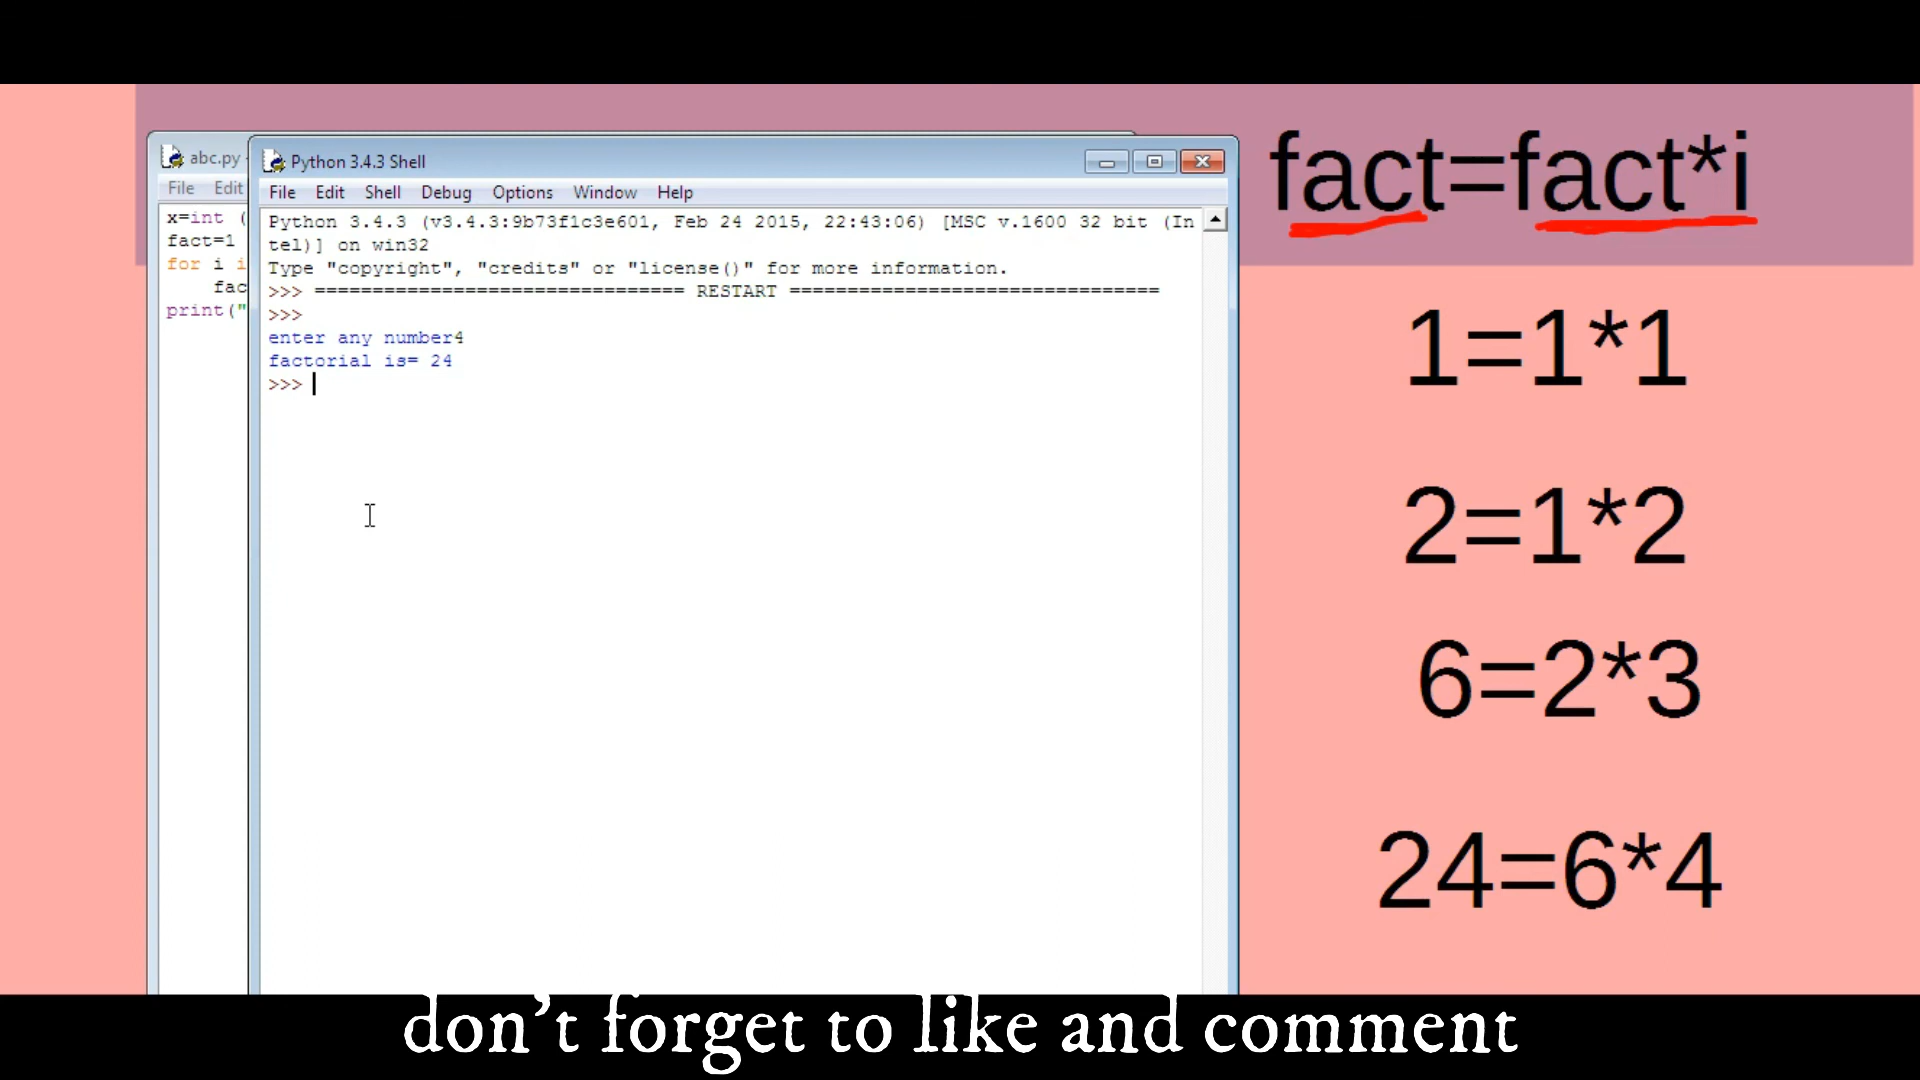 abc.py
File Edit
x=int (
fact=1
for i i
fac
print("
Python 3.4.3 Shell
File Edit Shell Debug Options Window Help
Python 3.4.3 (v3.4.3:9b73f1c3e601, Feb 24 2015, 22:43:06) [MSC v.1600 32 bit (In
tel)] on win32
Type "copyright", "credits" or "license()" for more information.
>>> ================================ RESTART ================================
>>>
enter any number4
factorial is= 24
>>>
fact=fact*i
1=1*1
2=1*2
6=2*3
24=6*4
don't forget to like and comment